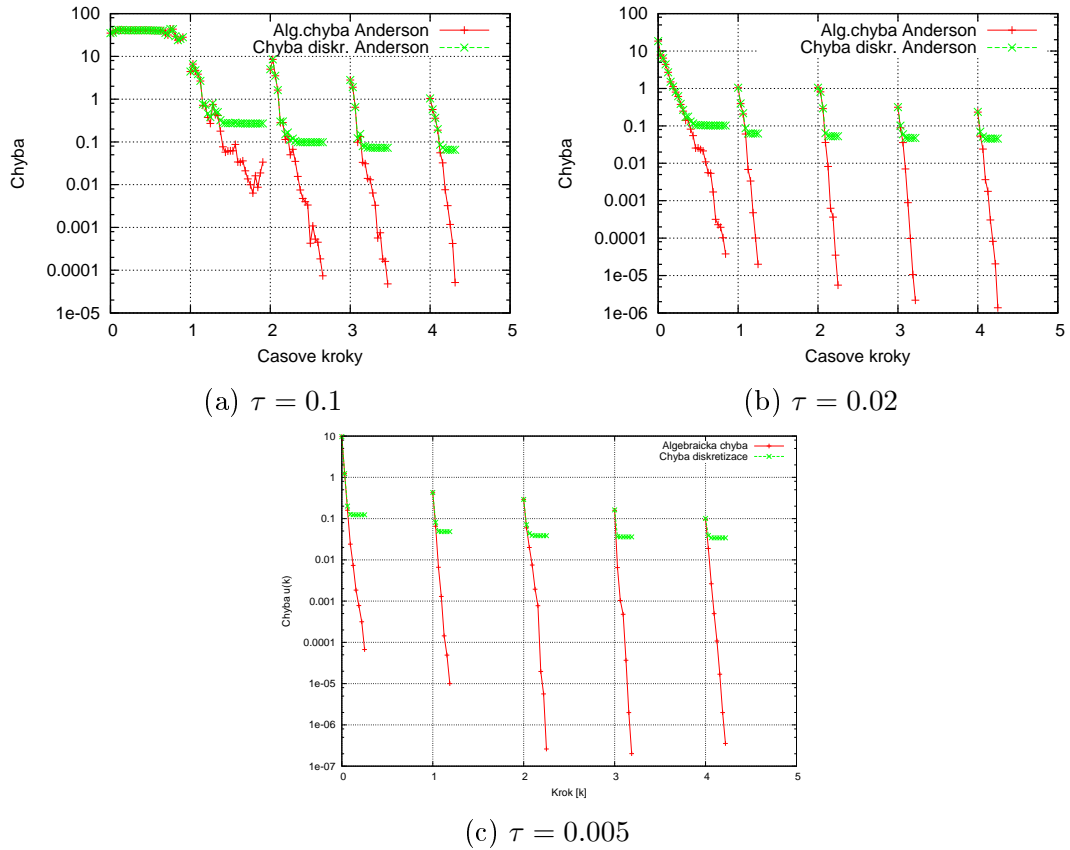 100
10
1
0.1
0.01
0.001
0.0001
1e-05
0 1 2 3 4 5
Chyba
Casove kroky
Alg.chyba Anderson
Chyba diskr. Anderson
(a) τ = 0.1
100
10
1
0.1
0.01
0.001
0.0001
1e-05
1e-06
0 1 2 3 4 5
Chyba
Casove kroky
Alg.chyba Anderson
Chyba diskr. Anderson
(b) τ = 0.02
10
1
0.1
0.01
0.001
0.0001
1e-05
1e-06
1e-07
0 1 2 3 4 5
Chyba u(k)
Krok [k]
Algebraicka chyba
Chyba diskretizace
(c) τ = 0.005